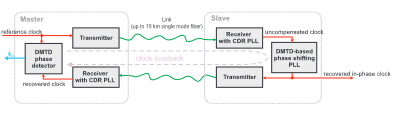 Master
Slave
Link
(up to 10 km single mode fiber)
reference clock
Transmitter
Receiver
with CDR PLL
uncompensated clock
DMTD
phase
detector
clock loopback
DMTD-based
phase shifting
PLL
Receiver
with CDR PLL
Transmitter
recovered clock
recovered in-phase clock